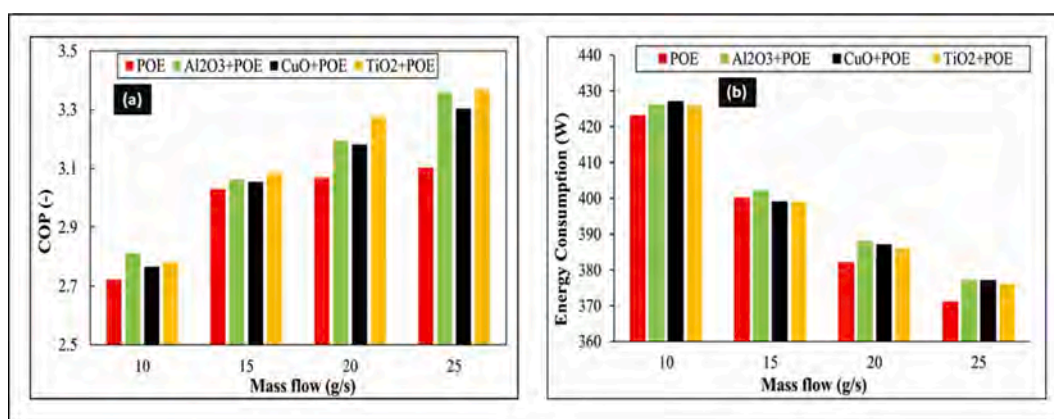 3.5
POE Al2O3+POE CuO+POE TiO2+POE
(a)
3.3
3.1
2.9
2.7
2.5
COP (-)
10 15 20 25
Mass flow (g/s)
440
POE Al2O3+POE CuO+POE TiO2+POE
(b)
430
420
410
400
390
380
370
360
Energy Consumption (W)
10 15 20 25
Mass flow (g/s)